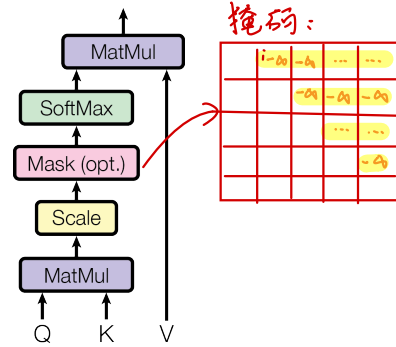 掩码:
MatMul
-∞ -∞ ... ...
SoftMax
-∞ -∞ -∞
Mask (opt.)
... ...
-∞
Scale
MatMul
Q K V